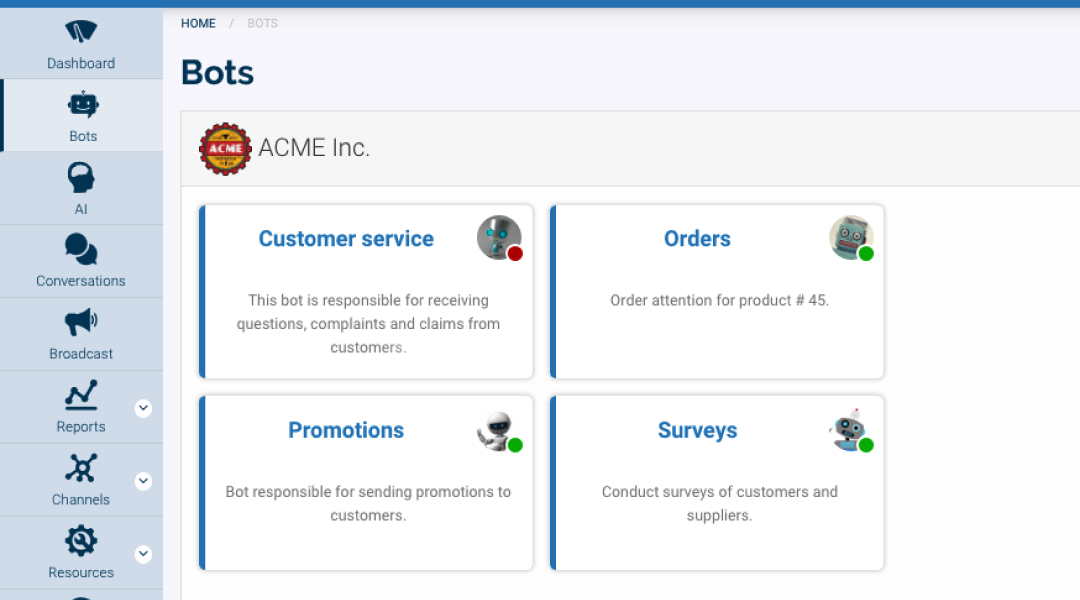 HOME / BOTS
Dashboard
Bots
AI
Conversations
Broadcast
Reports
Channels
Resources
Bots
ACME
ACME Inc.
Customer service
This bot is responsible for receiving
questions, complaints and claims from
customers.
Orders
Order attention for product # 45.
Promotions
Bot responsible for sending promotions to
customers.
Surveys
Conduct surveys of customers and
suppliers.